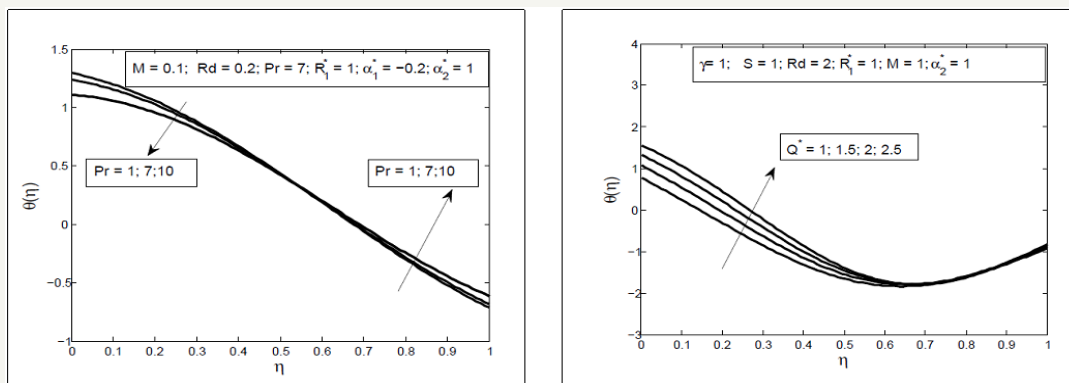 M = 0.1; Rd = 0.2; Pr = 7; R₁* = 1; α₁* = −0.2; α₂* = 1
Pr = 1; 7;10
Pr = 1; 7;10
1.5
1
0.5
0
-0.5
-1
θ(η)
0 0.1 0.2 0.3 0.4 0.5 0.6 0.7 0.8 0.9 1
η
γ= 1; S = 1; Rd = 2; R₁* = 1; M = 1; α₂* = 1
Q* = 1; 1.5; 2; 2.5
4
3
2
1
0
-1
-2
-3
θ(η)
0 0.1 0.2 0.3 0.4 0.5 0.6 0.7 0.8 0.9 1
η